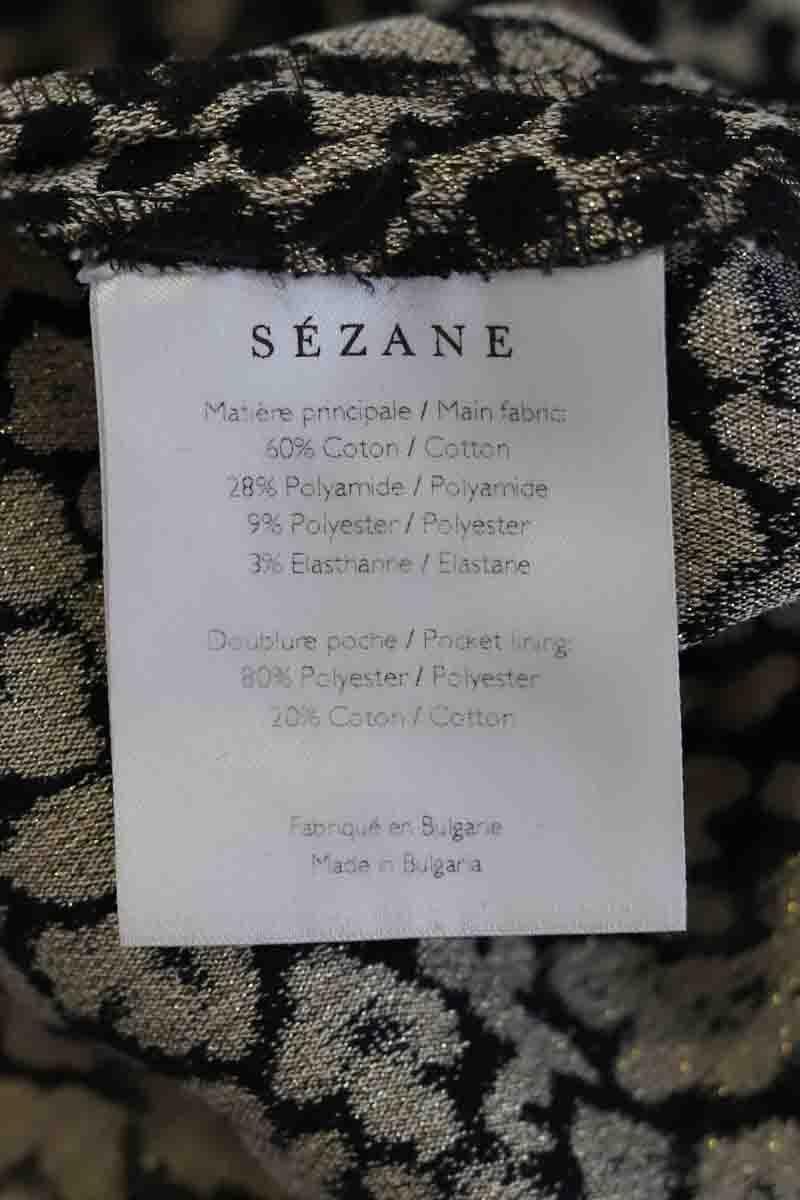 SÉZANE
Matière principale / Main fabric:
60% Coton / Cotton
28% Polyamide / Polyamide
9% Polyester / Polyester
3% Elasthanne / Elastane
Doublure poche / Pocket lining:
80% Polyester / Polyester
20% Coton / Cotton
Fabriqué en Bulgarie
Made in Bulgaria